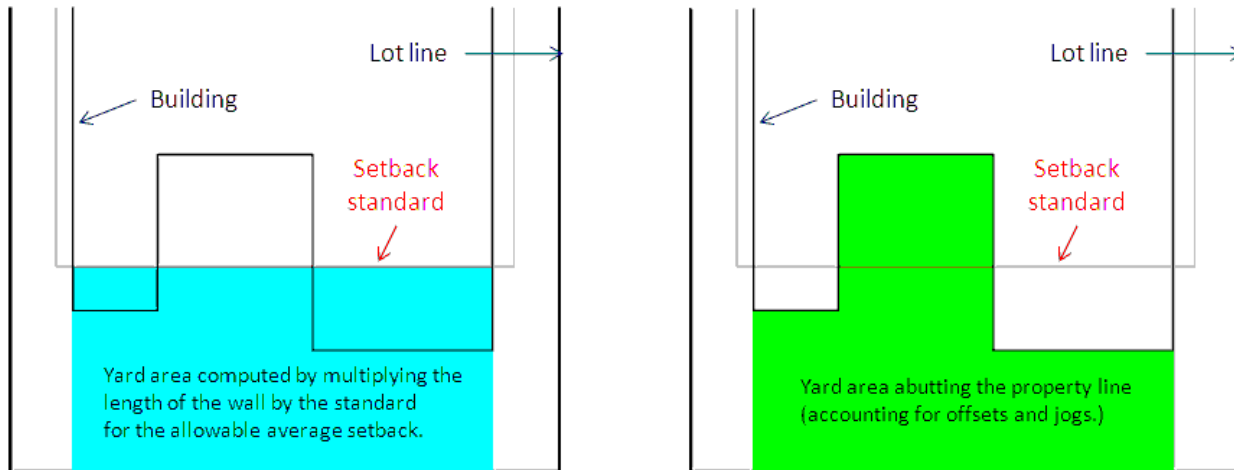 Lot line
Building
Setback
standard
Yard area computed by multiplying the
length of the wall by the standard
for the allowable average setback.
Lot line
Building
Setback
standard
Yard area abutting the property line
(accounting for offsets and jogs.)